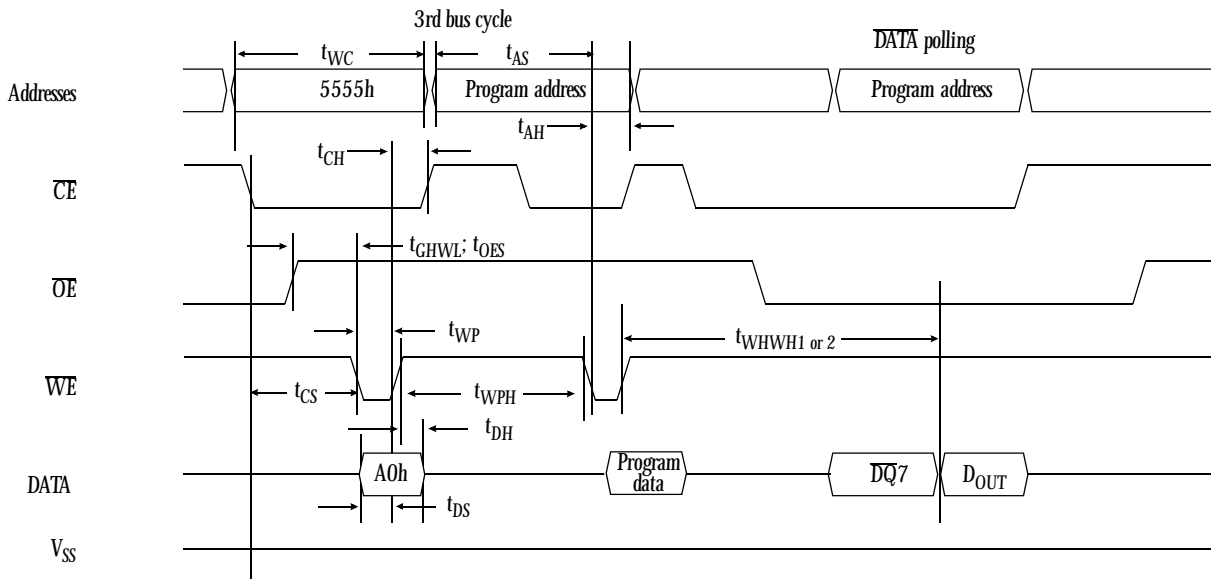 3rd bus cycle
tWC
tAS
DATA polling
Addresses
5555h
Program address
Program address
tAH
tCH
CE
tGHWL; tOES
OE
tWP
tWHWH1 or 2
WE
tCS
tWPH
tDH
DATA
A0h
Program
data
DQ7
DOUT
tDS
VSS